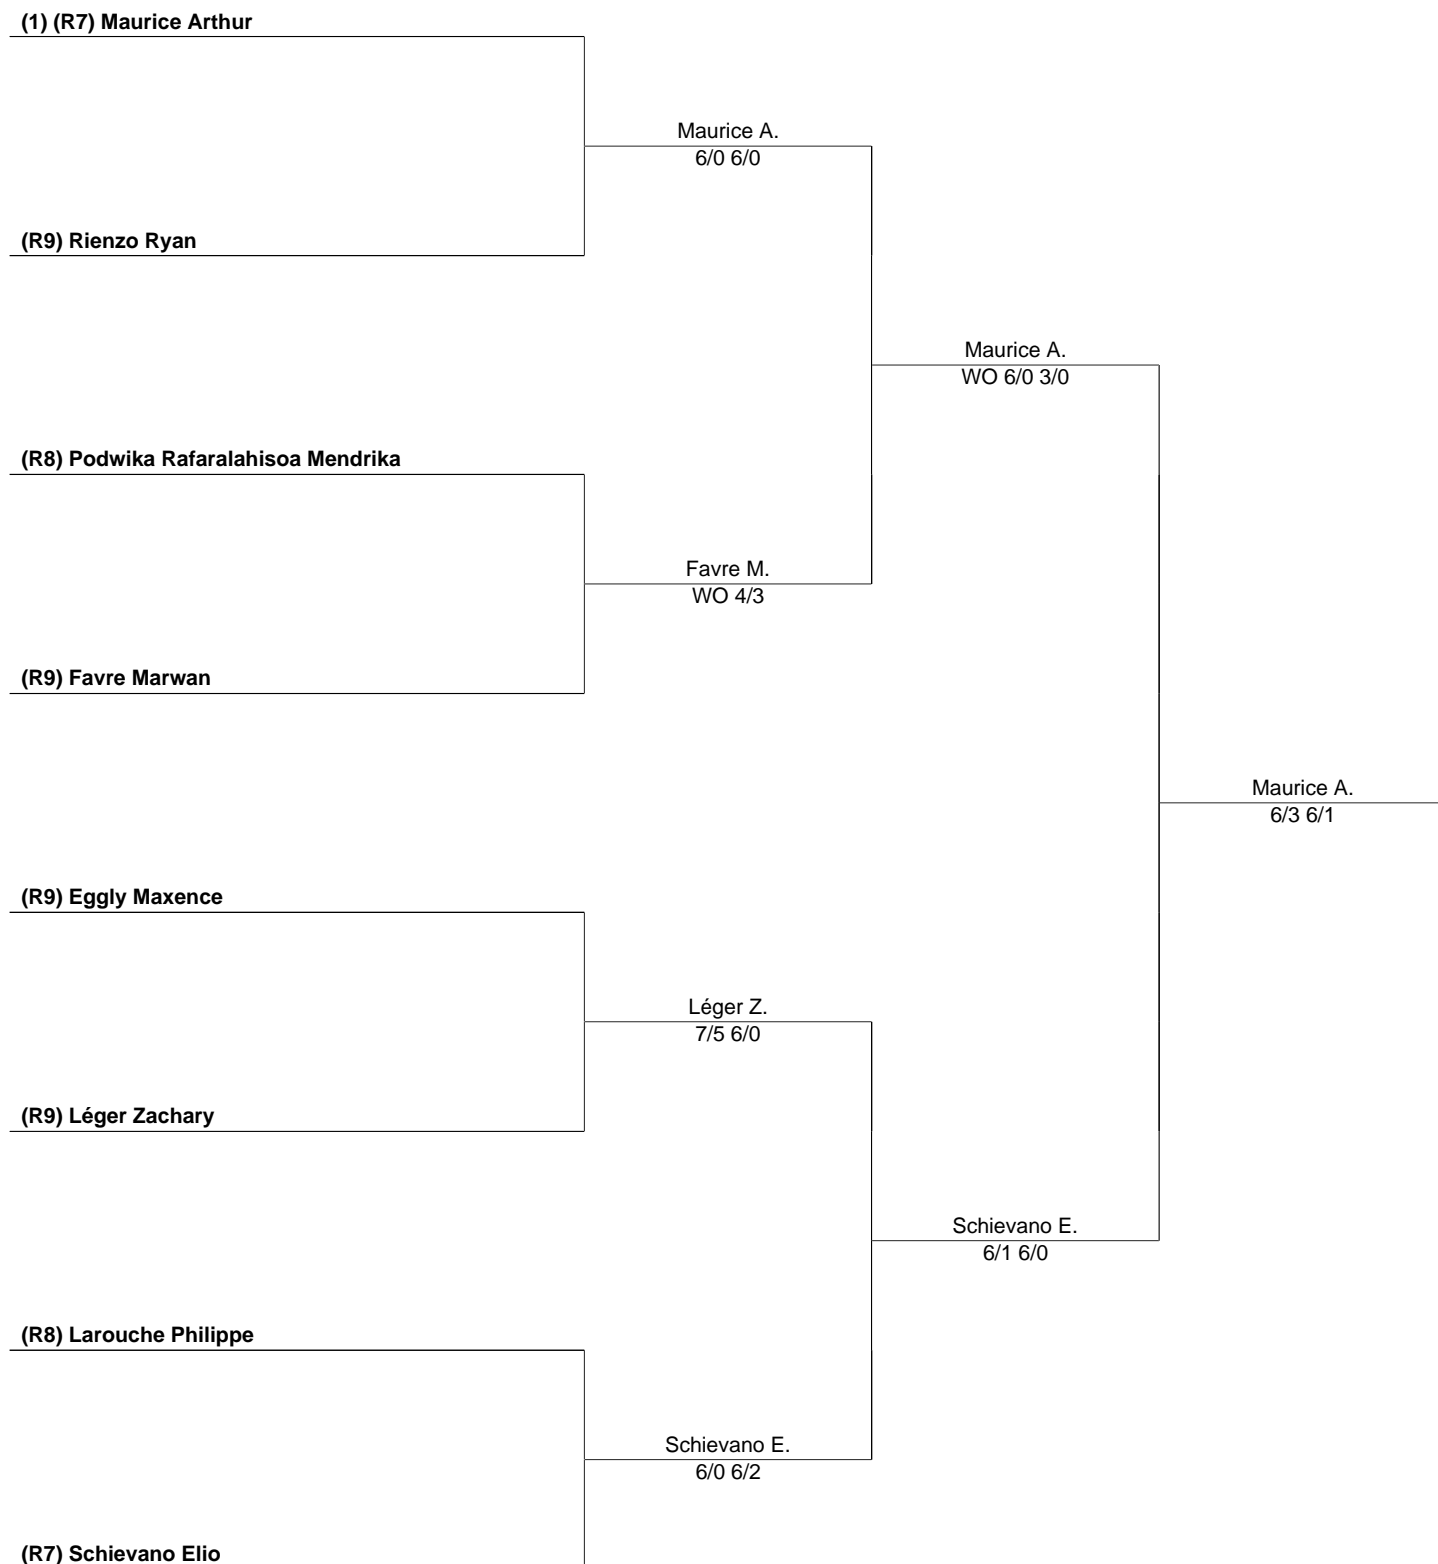 (1) (R7) Maurice Arthur
Maurice A.
6/0 6/0
(R9) Rienzo Ryan
Maurice A.
WO 6/0 3/0
(R8) Podwika Rafaralahisoa Mendrika
Favre M.
WO 4/3
(R9) Favre Marwan
Maurice A.
6/3 6/1
(R9) Eggly Maxence
Léger Z.
7/5 6/0
(R9) Léger Zachary
Schievano E.
6/1 6/0
(R8) Larouche Philippe
Schievano E.
6/0 6/2
(R7) Schievano Elio